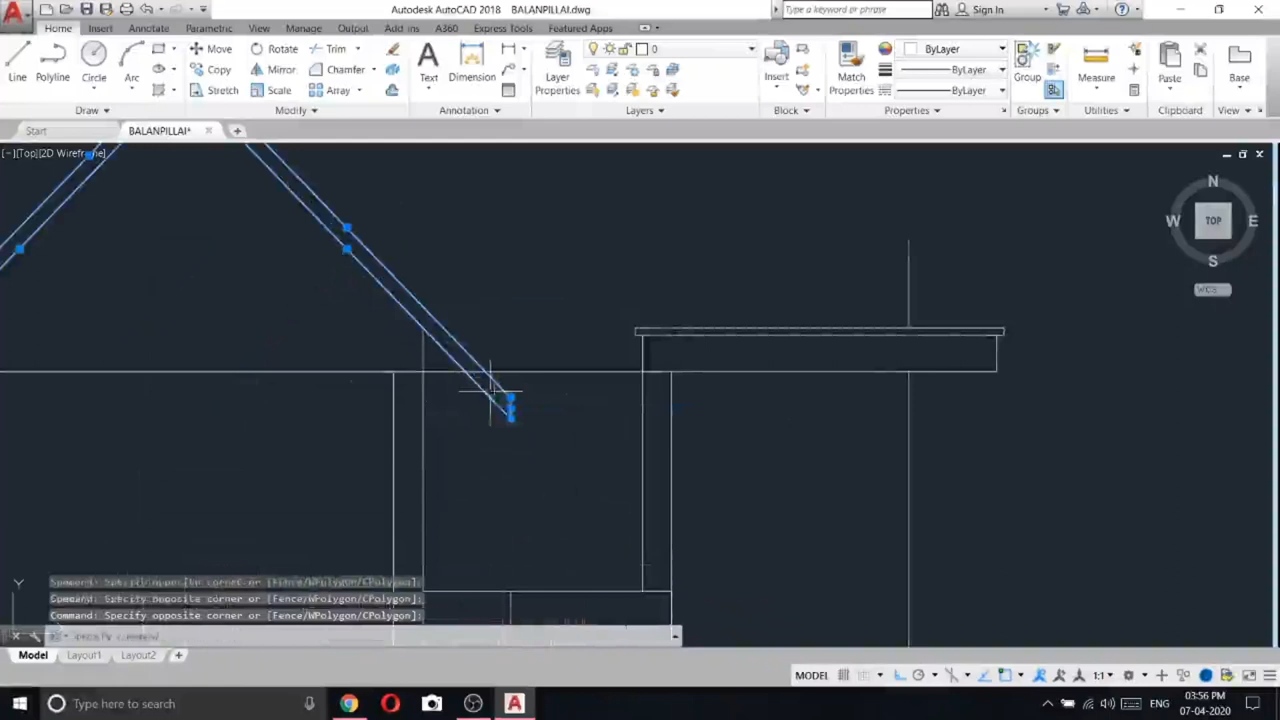 Autodesk AutoCAD 2018 BALANPILLAI.dwg
Type a keyword or phrase
Sign In
Home Insert Annotate Parametric View Manage Output Add-ins A360 Express Tools Featured Apps
Line Polyline Circle Arc
Move Rotate Trim
Copy Mirror Chamfer
Stretch Scale Array
Text Dimension
Layer Properties
0
Insert
Match Properties
ByLayer
ByLayer
ByLayer
Group
Measure
Paste
Base
Draw Modify Annotation Layers Block Properties Groups Utilities Clipboard View
Start BALANPILLAI*
[−][Top][2D Wireframe]
N
W TOP E
S
WCS
Y
Command: Specify opposite corner or [Fence/WPolygon/CPolygon]:
Command: Specify opposite corner or [Fence/WPolygon/CPolygon]:
Command: Specify opposite corner or [Fence/WPolygon/CPolygon]:
Model Layout1 Layout2
MODEL 1:1
Type here to search
03:56 PM
07-04-2020